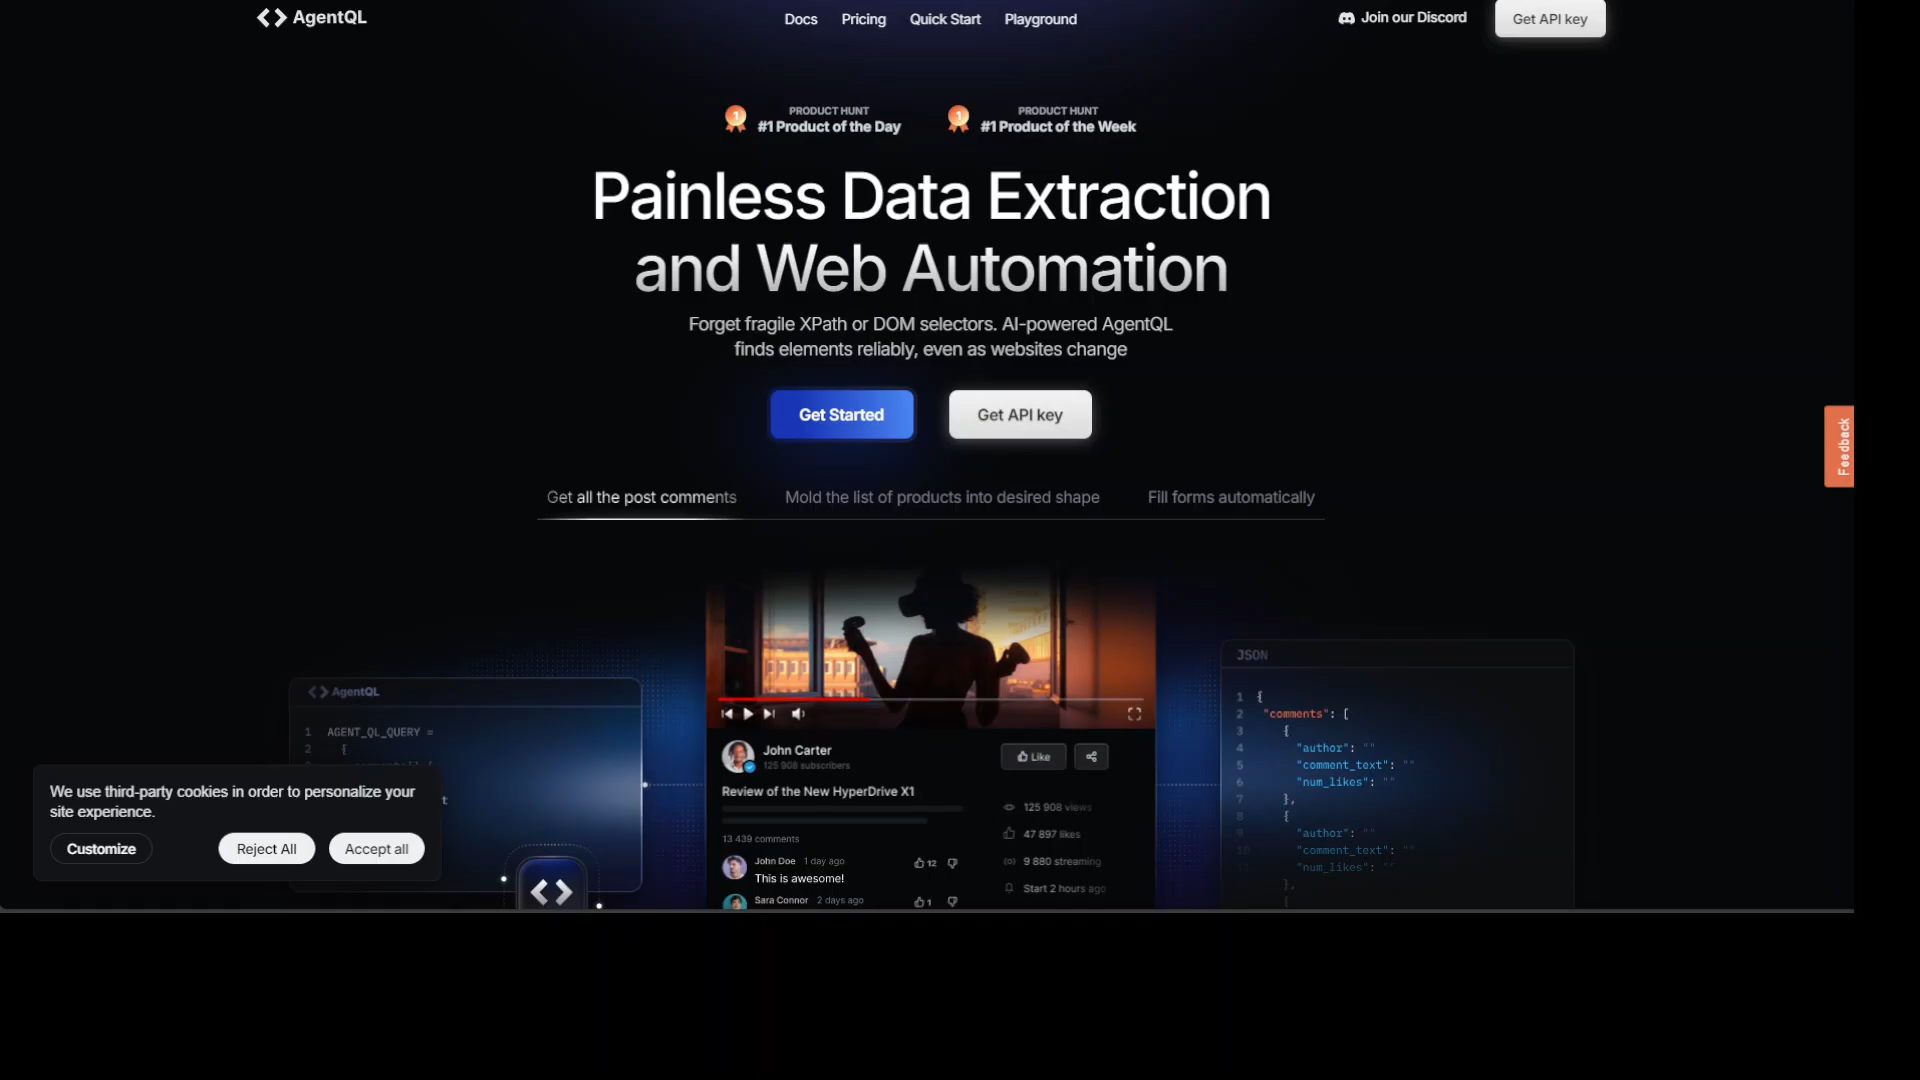 AgentQL
Docs
Pricing
Quick Start
Playground
Join our Discord
Get API key
1
PRODUCT HUNT
#1 Product of the Day
1
PRODUCT HUNT
#1 Product of the Week
Painless Data Extraction
and Web Automation
Forget fragile XPath or DOM selectors. AI-powered AgentQL
finds elements reliably, even as websites change
Get Started
Get API key
Feedback
Get all the post comments
Mold the list of products into desired shape
Fill forms automatically
AgentQL
1 AGENT_QL_QUERY =
2 {
t
We use third-party cookies in order to personalize your
site experience.
Customize
Reject All
Accept all
John Carter
125 908 subscribers
Like
Review of the New HyperDrive X1
125 908 views
47 897 likes
9 880 streaming
Start 2 hours ago
13 439 comments
John Doe 1 day ago
12
This is awesome!
Sara Connor 2 days ago
1
JSON
1 {
2 "comments": [
3 {
4 "author": ""
5 "comment_text": ""
6 "num_likes": ""
7 },
8 {
9 "author": ""
10 "comment_text": ""
11 "num_likes": ""
},